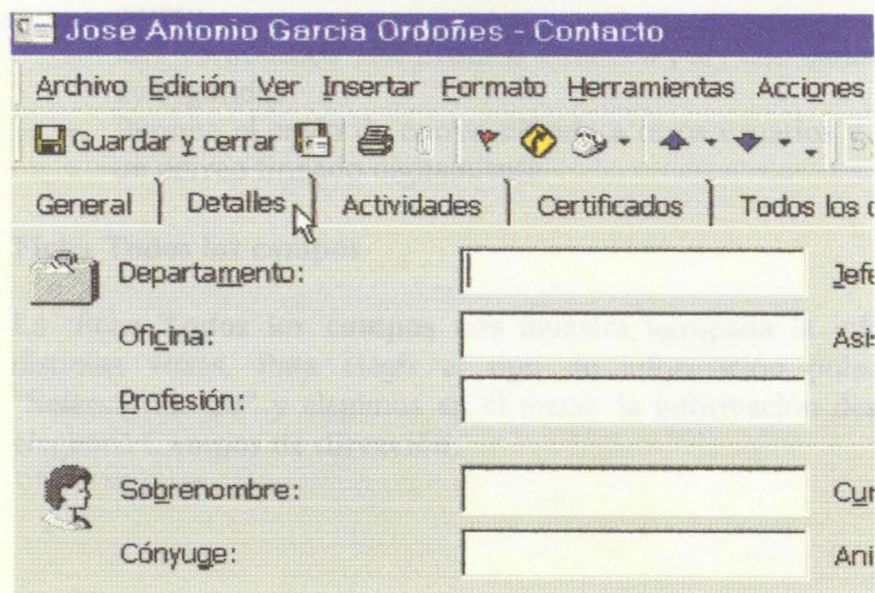 Jose Antonio Garcia Ordoñes - Contacto
Archivo Edición Ver Insertar Formato Herramientas Acciones
Guardar y cerrar
General Detalles Actividades Certificados Todos los
Departamento:
Oficina:
Profesión:
Sobrenombre:
Cónyuge: